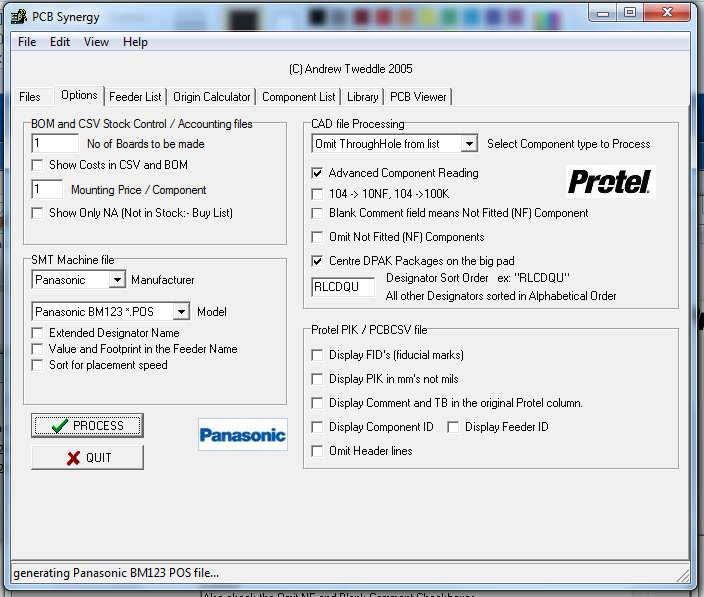 PCB Synergy
File Edit View Help
(C) Andrew Tweddle 2005
Files Options Feeder List Origin Calculator Component List Library PCB Viewer
BOM and CSV Stock Control / Accounting files
1 No of Boards to be made
Show Costs in CSV and BOM
1 Mounting Price / Component
Show Only NA (Not in Stock:- Buy List)
SMT Machine file
Panasonic Manufacturer
Panasonic BM123 *.POS Model
Extended Designator Name
Value and Footprint in the Feeder Name
Sort for placement speed
PROCESS
QUIT
Panasonic
CAD file Processing
Omit ThroughHole from list Select Component type to Process
Advanced Component Reading
Protel
104 -> 10NF, 104 ->100K
Blank Comment field means Not Fitted (NF) Component
Omit Not Fitted (NF) Components
Centre DPAK Packages on the big pad
RLCDQU Designator Sort Order ex: "RLCDQU"
All other Designators sorted in Alphabetical Order
Protel PIK / PCBCSV file
Display FID's (fiducial marks)
Display PIK in mm's not mils
Display Comment and TB in the original Protel column.
Display Component ID Display Feeder ID
Omit Header lines
generating Panasonic BM123 POS file...